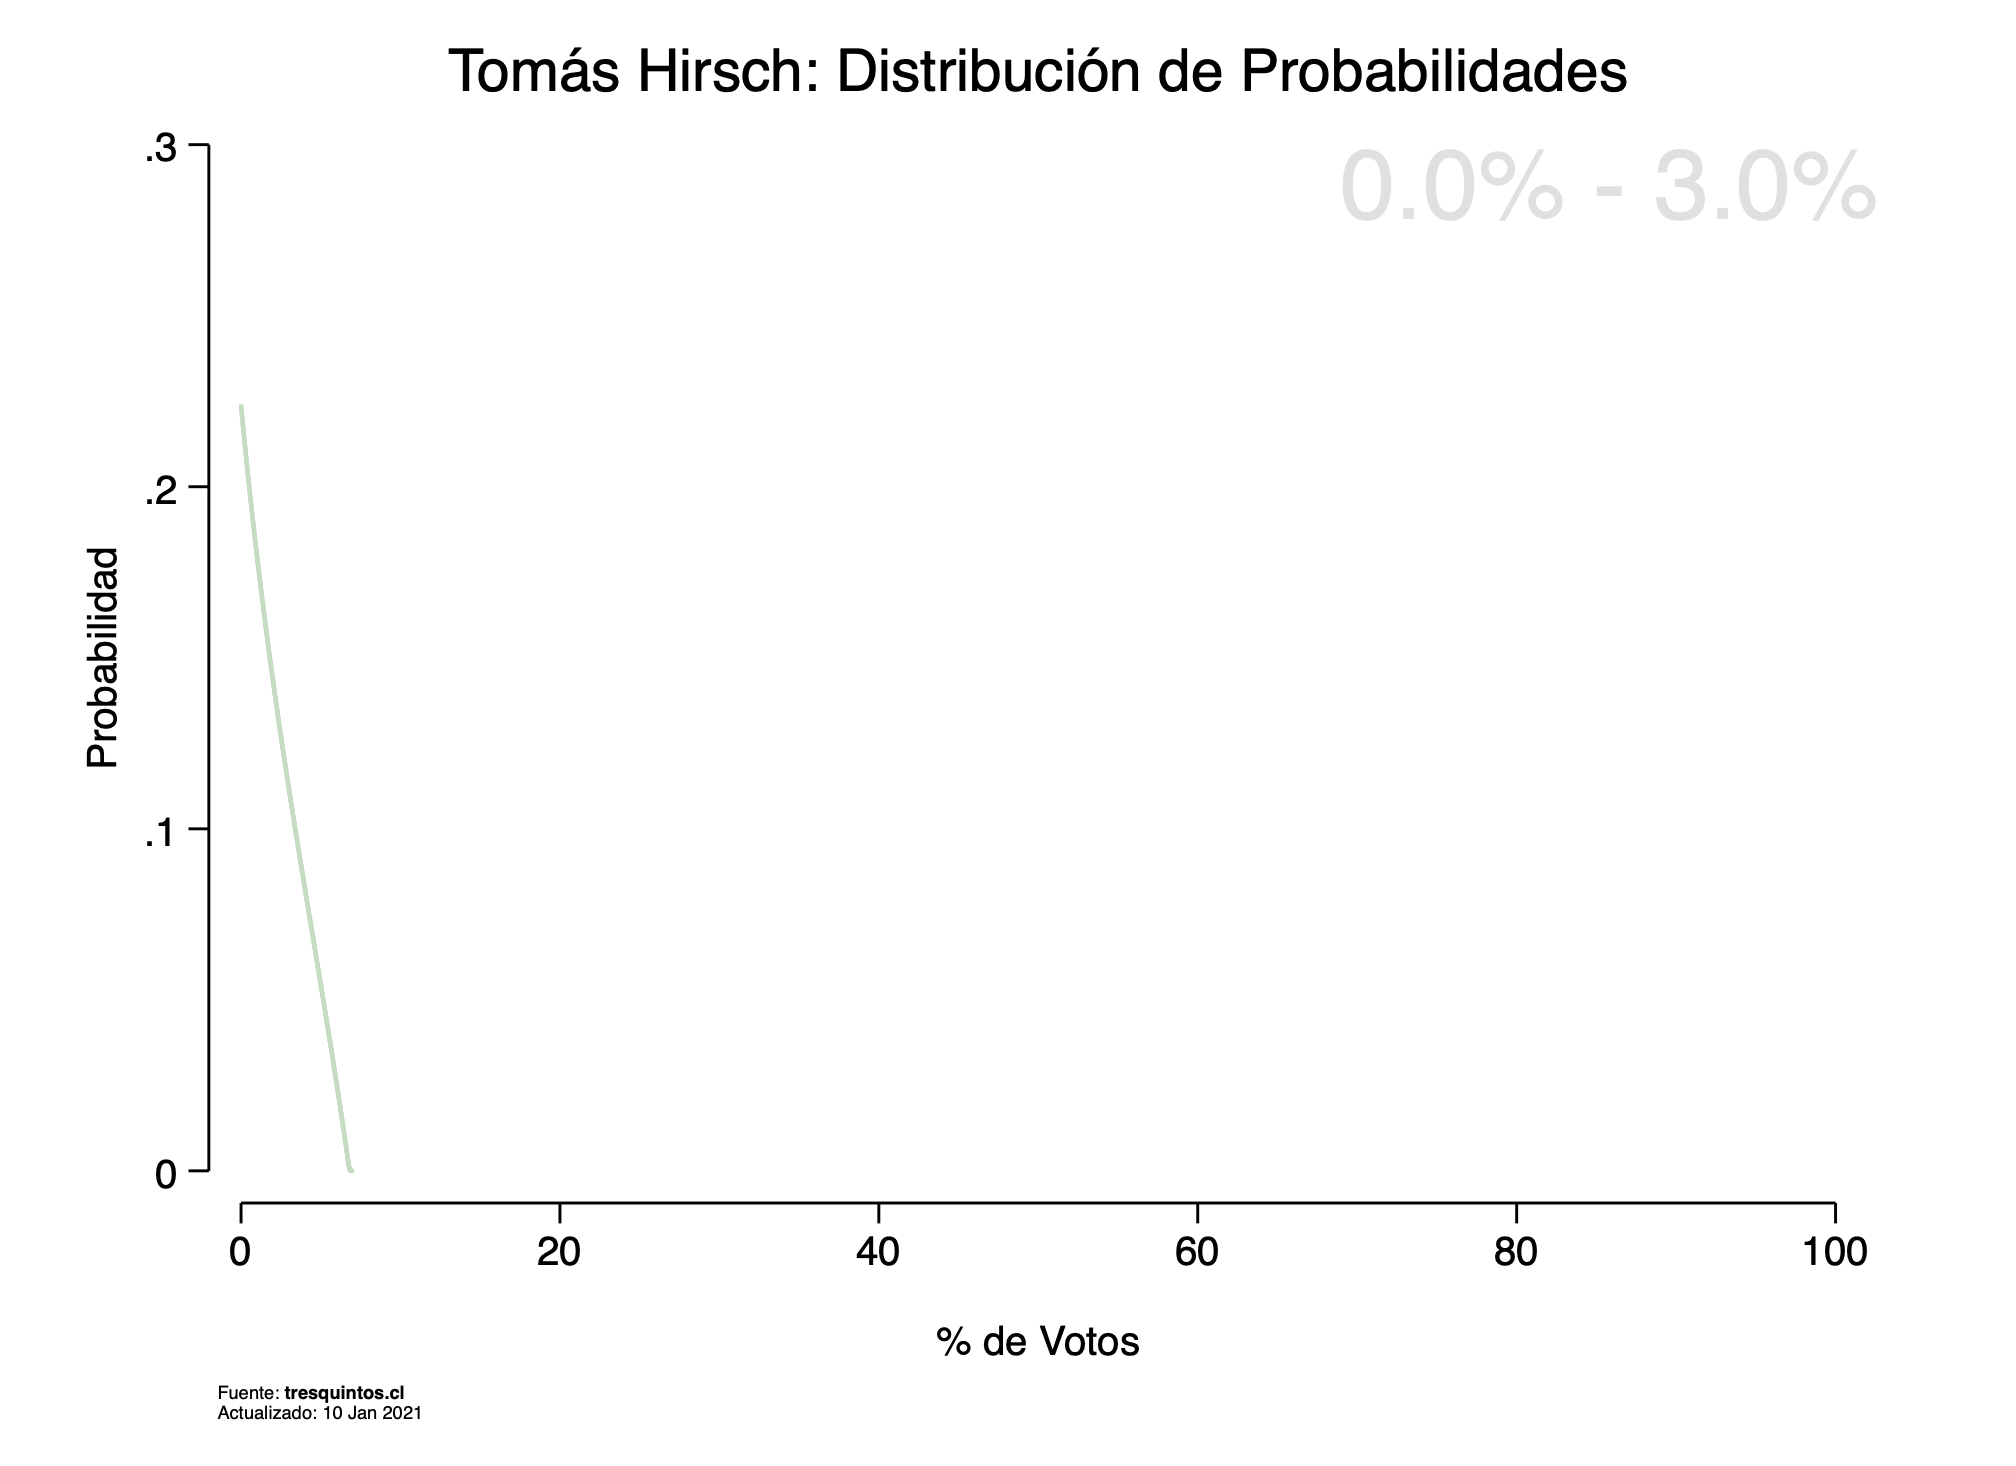 Tomás Hirsch: Distribución de Probabilidades
0.0% - 3.0%
.3
.2
.1
0
Probabilidad
0 20 40 60 80 100
% de Votos
Fuente: tresquintos.cl
Actualizado: 10 Jan 2021